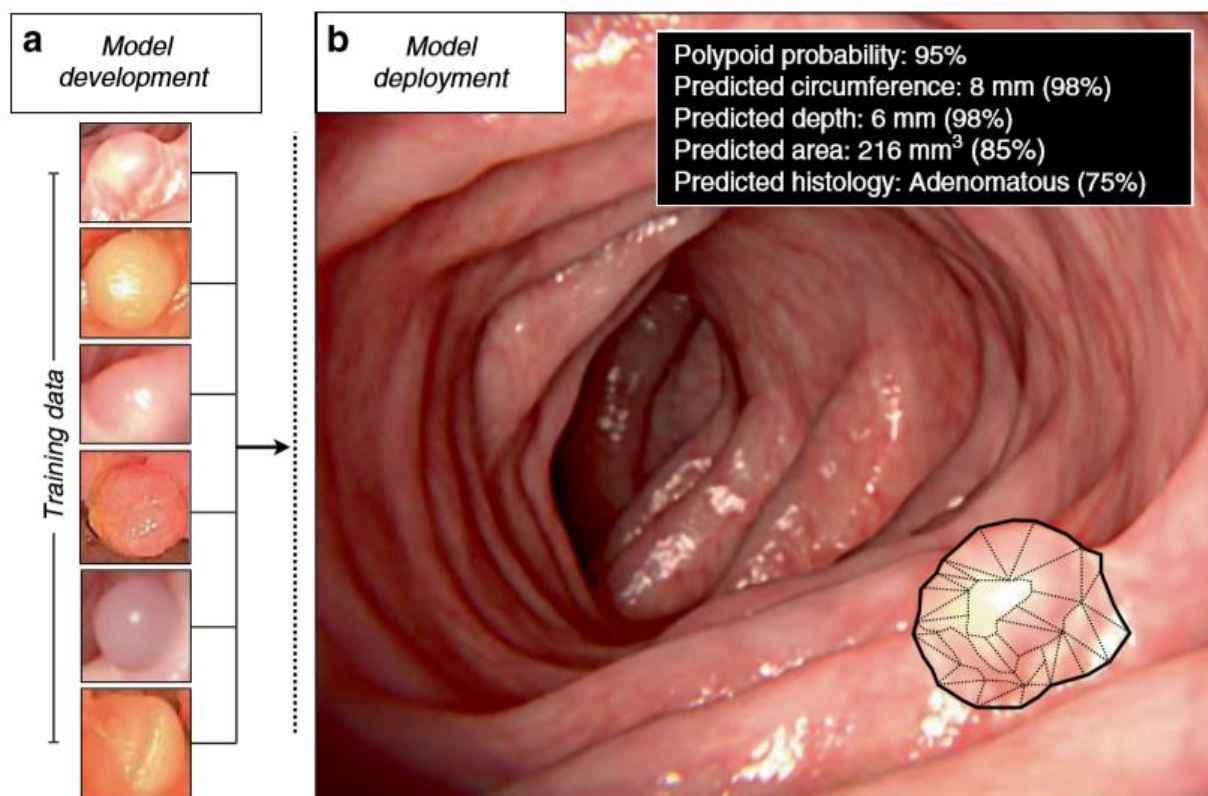 a
Model
development
Training data
b
Model
deployment
Polypoid probability: 95%
Predicted circumference: 8 mm (98%)
Predicted depth: 6 mm (98%)
Predicted area: 216 mm³ (85%)
Predicted histology: Adenomatous (75%)